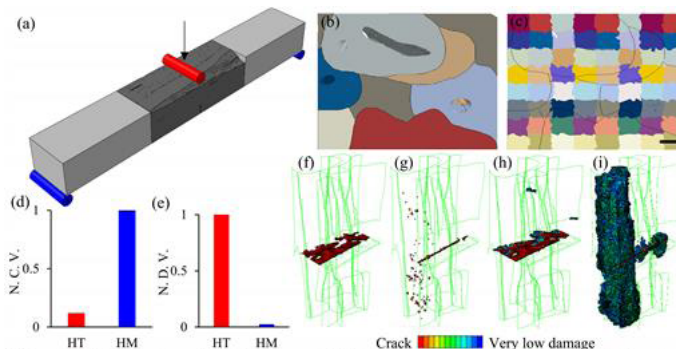 (a)
(b)
(c)
(d)
(e)
(f)
(g)
(h)
(i)
N. C. V.
1
0.5
0
HT
HM
N. D. V.
1
0.5
0
HT
HM
Crack
Very low damage